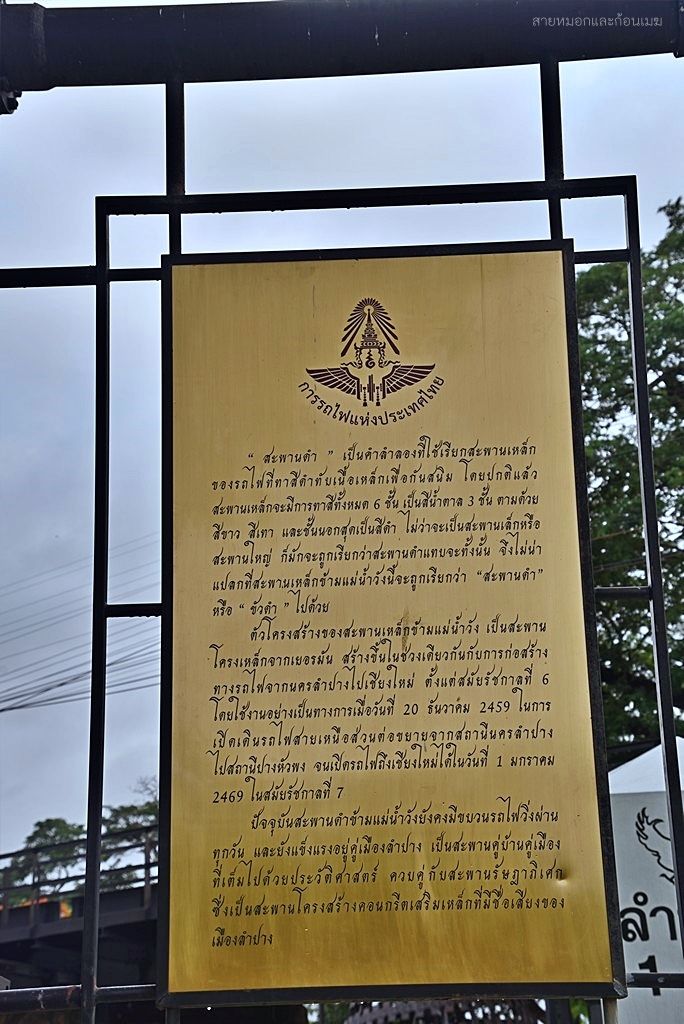 สายหมอกและก้อนเมฆ
การรถไฟแห่งประเทศไทย
“ สะพานดำ ” เป็นคำลำลองที่ใช้เรียกสะพานเหล็ก
ของรถไฟที่ทาสีดำทับเนื้อเหล็กเพื่อกันสนิม โดยปกติแล้ว
สะพานเหล็กจะมีการทาสีทั้งหมด 6 ชั้น เป็นสีน้ำตาล 3 ชั้น ตามด้วย
สีขาว สีเทา และชั้นนอกสุดเป็นสีดำ ไม่ว่าจะเป็นสะพานเล็กหรือ
สะพานใหญ่ ก็มักจะถูกเรียกว่าสะพานดำแทบจะทั้งนั้น จึงไม่น่า
แปลกที่สะพานเหล็กข้ามแม่น้ำวังนี้จะถูกเรียกว่า “สะพานดำ”
หรือ “ ขัวดำ ” ไปด้วย
ตัวโครงสร้างของสะพานเหล็กข้ามแม่น้ำวัง เป็นสะพาน
โครงเหล็กจากเยอรมัน สร้างขึ้นในช่วงเดียวกันกับการก่อสร้าง
ทางรถไฟจากนครลำปางไปเชียงใหม่ ตั้งแต่สมัยรัชกาลที่ 6
โดยใช้งานอย่างเป็นทางการเมื่อวันที่ 20 ธันวาคม 2459 ในการ
เปิดเดินรถไฟสายเหนือส่วนต่อขยายจากสถานีนครลำปาง
ไปสถานีปางหัวพง จนเปิดรถไฟถึงเชียงใหม่ได้ในวันที่ 1 มกราคม
2469 ในสมัยรัชกาลที่ 7
ปัจจุบันสะพานดำข้ามแม่น้ำวังยังคงมีขบวนรถไฟวิ่งผ่าน
ทุกวัน และยังแข็งแรงอยู่คู่เมืองลำปาง เป็นสะพานคู่บ้านคู่เมือง
ที่เต็มไปด้วยประวัติศาสตร์ ควบคู่กับสะพานรัษฎาภิเศก
ซึ่งเป็นสะพานโครงสร้างคอนกรีตเสริมเหล็กที่มีชื่อเสียงของ
เมืองลำปาง
ลำ
1